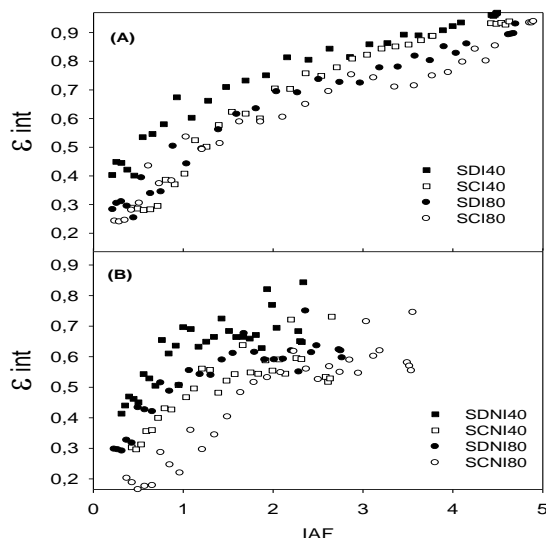 (A)
0,9
0,8
0,7
0,6
0,5
0,4
0,3
0,2
ε int
SDI40
SCI40
SDI80
SCI80
(B)
0,9
0,8
0,7
0,6
0,5
0,4
0,3
0,2
ε int
SDNI40
SCNI40
SDNI80
SCNI80
0 1 2 3 4 5
IAF